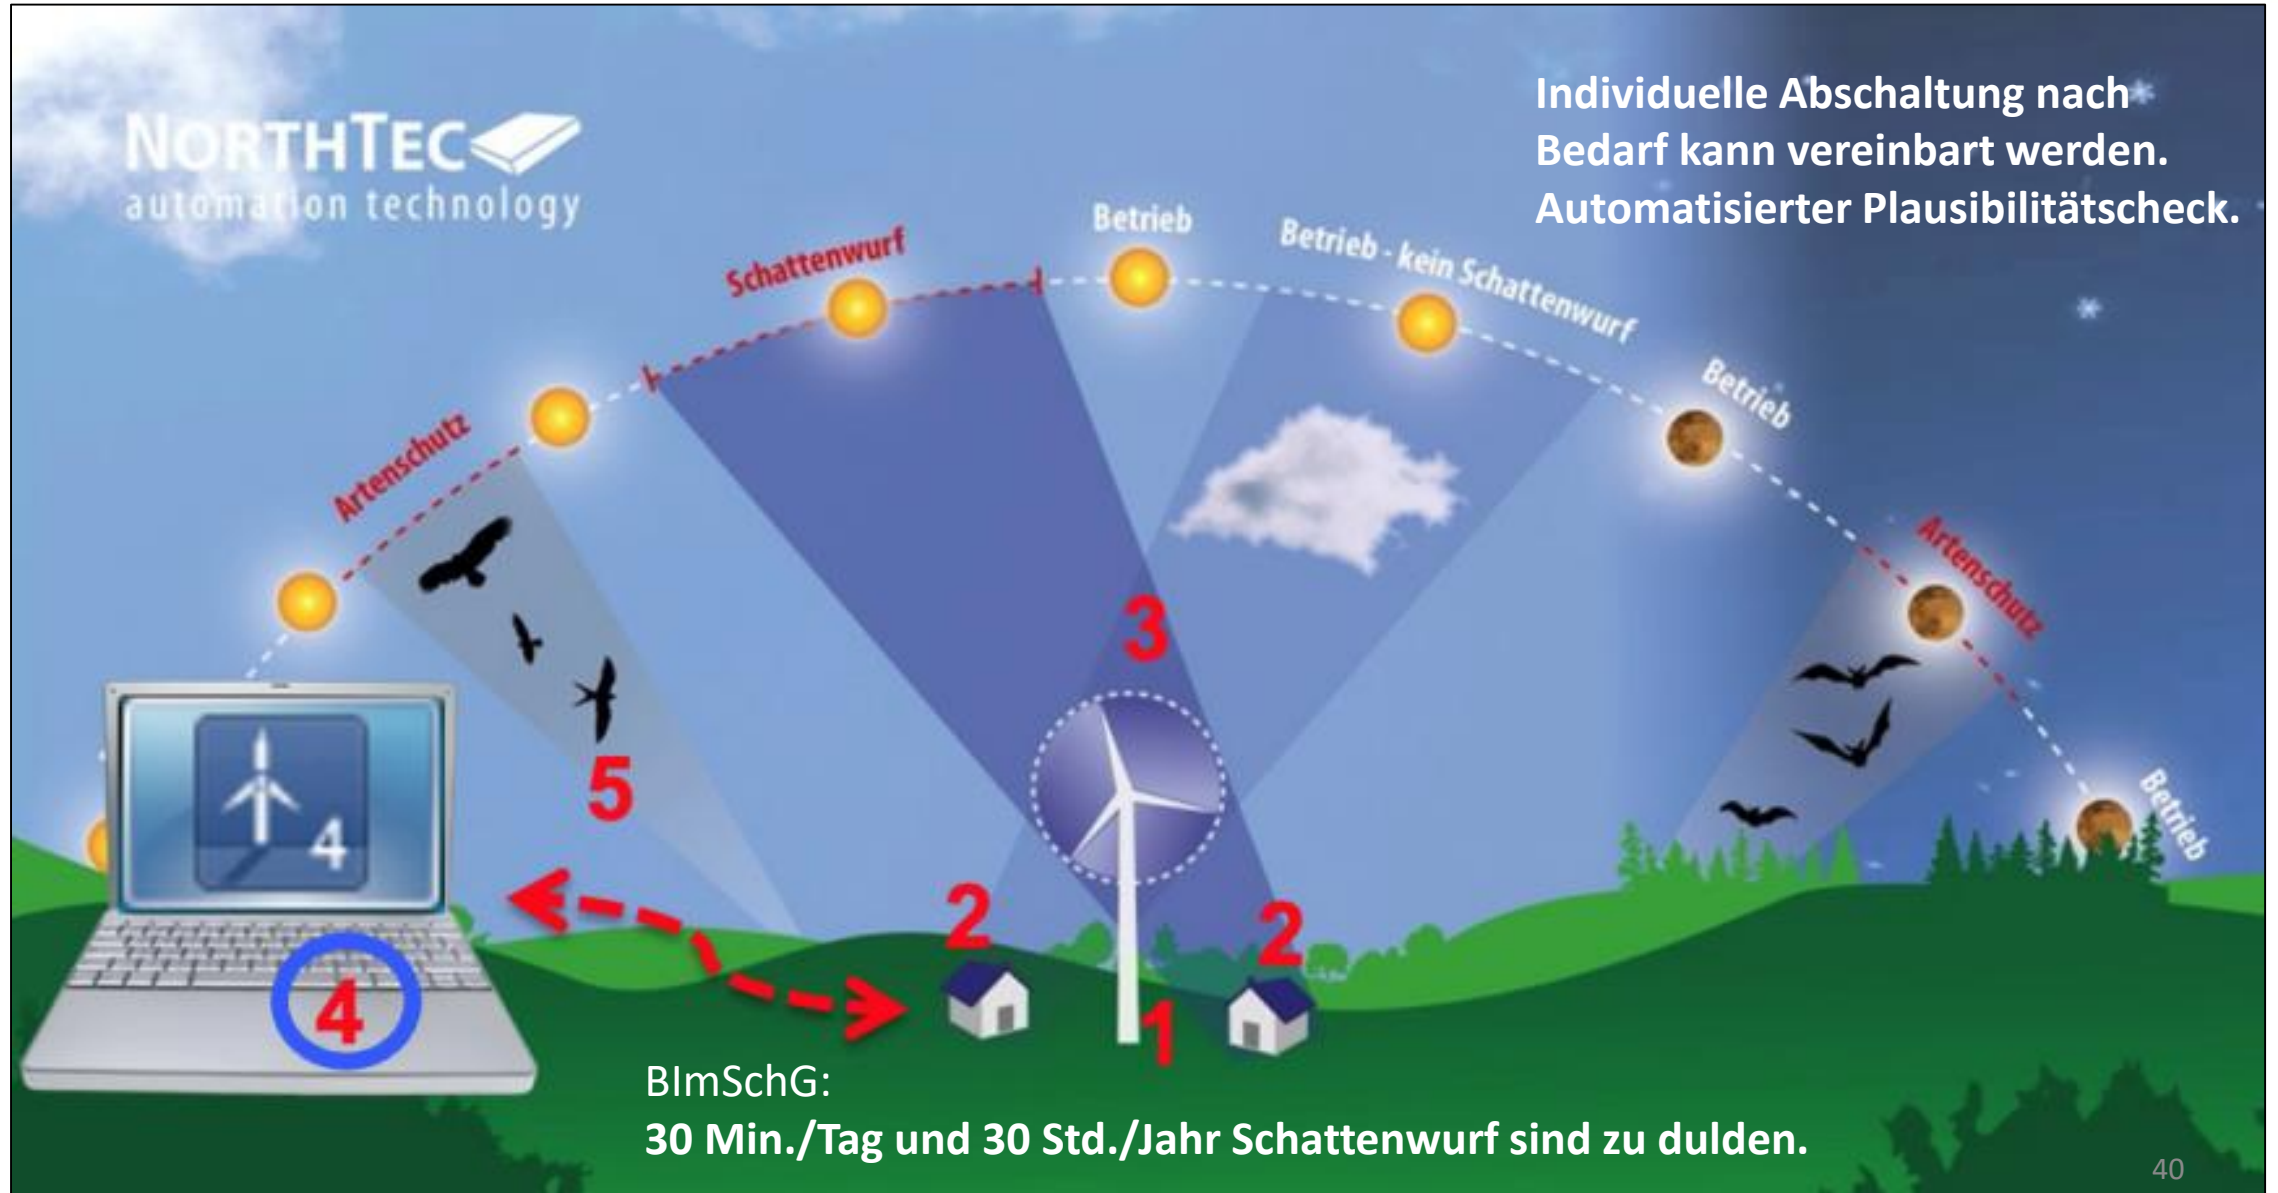 Individuelle Abschaltung nach
Bedarf kann vereinbart werden.
Automatisierter Plausibilitätscheck.
NORTHTEC
automation technology
Betrieb
Betrieb - kein Schattenwurf
Schattenwurf
Betrieb
Artenschutz
Artenschutz
3
5
Betrieb
4
2
2
4
1
BImSchG:
30 Min./Tag und 30 Std./Jahr Schattenwurf sind zu dulden.
40